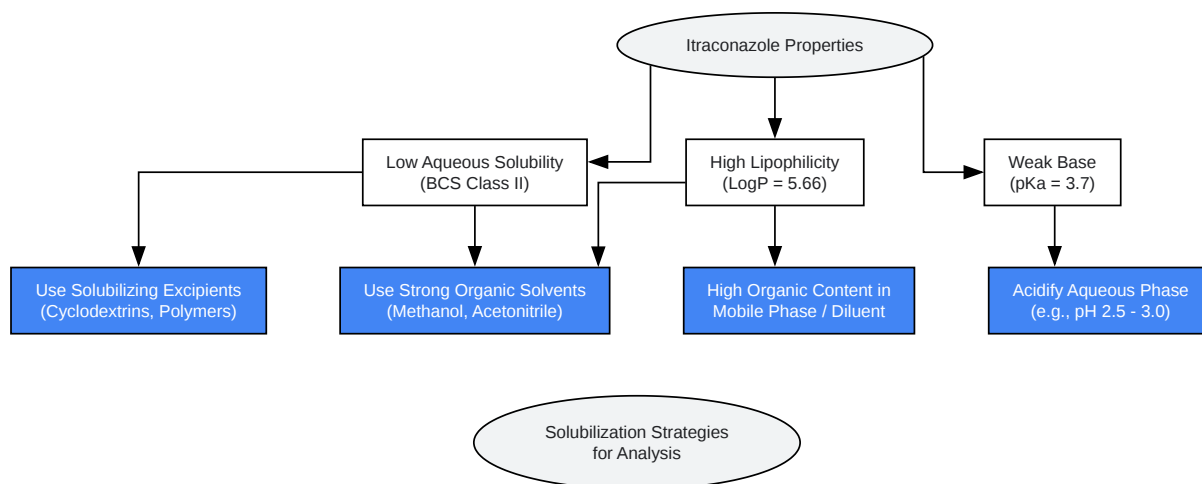 Itraconazole Properties
Low Aqueous Solubility
(BCS Class II)
High Lipophilicity
(LogP = 5.66)
Weak Base
(pKa = 3.7)
Use Solubilizing Excipients
(Cyclodextrins, Polymers)
Use Strong Organic Solvents
(Methanol, Acetonitrile)
High Organic Content in
Mobile Phase / Diluent
Acidify Aqueous Phase
(e.g., pH 2.5 - 3.0)
Solubilization Strategies
for Analysis